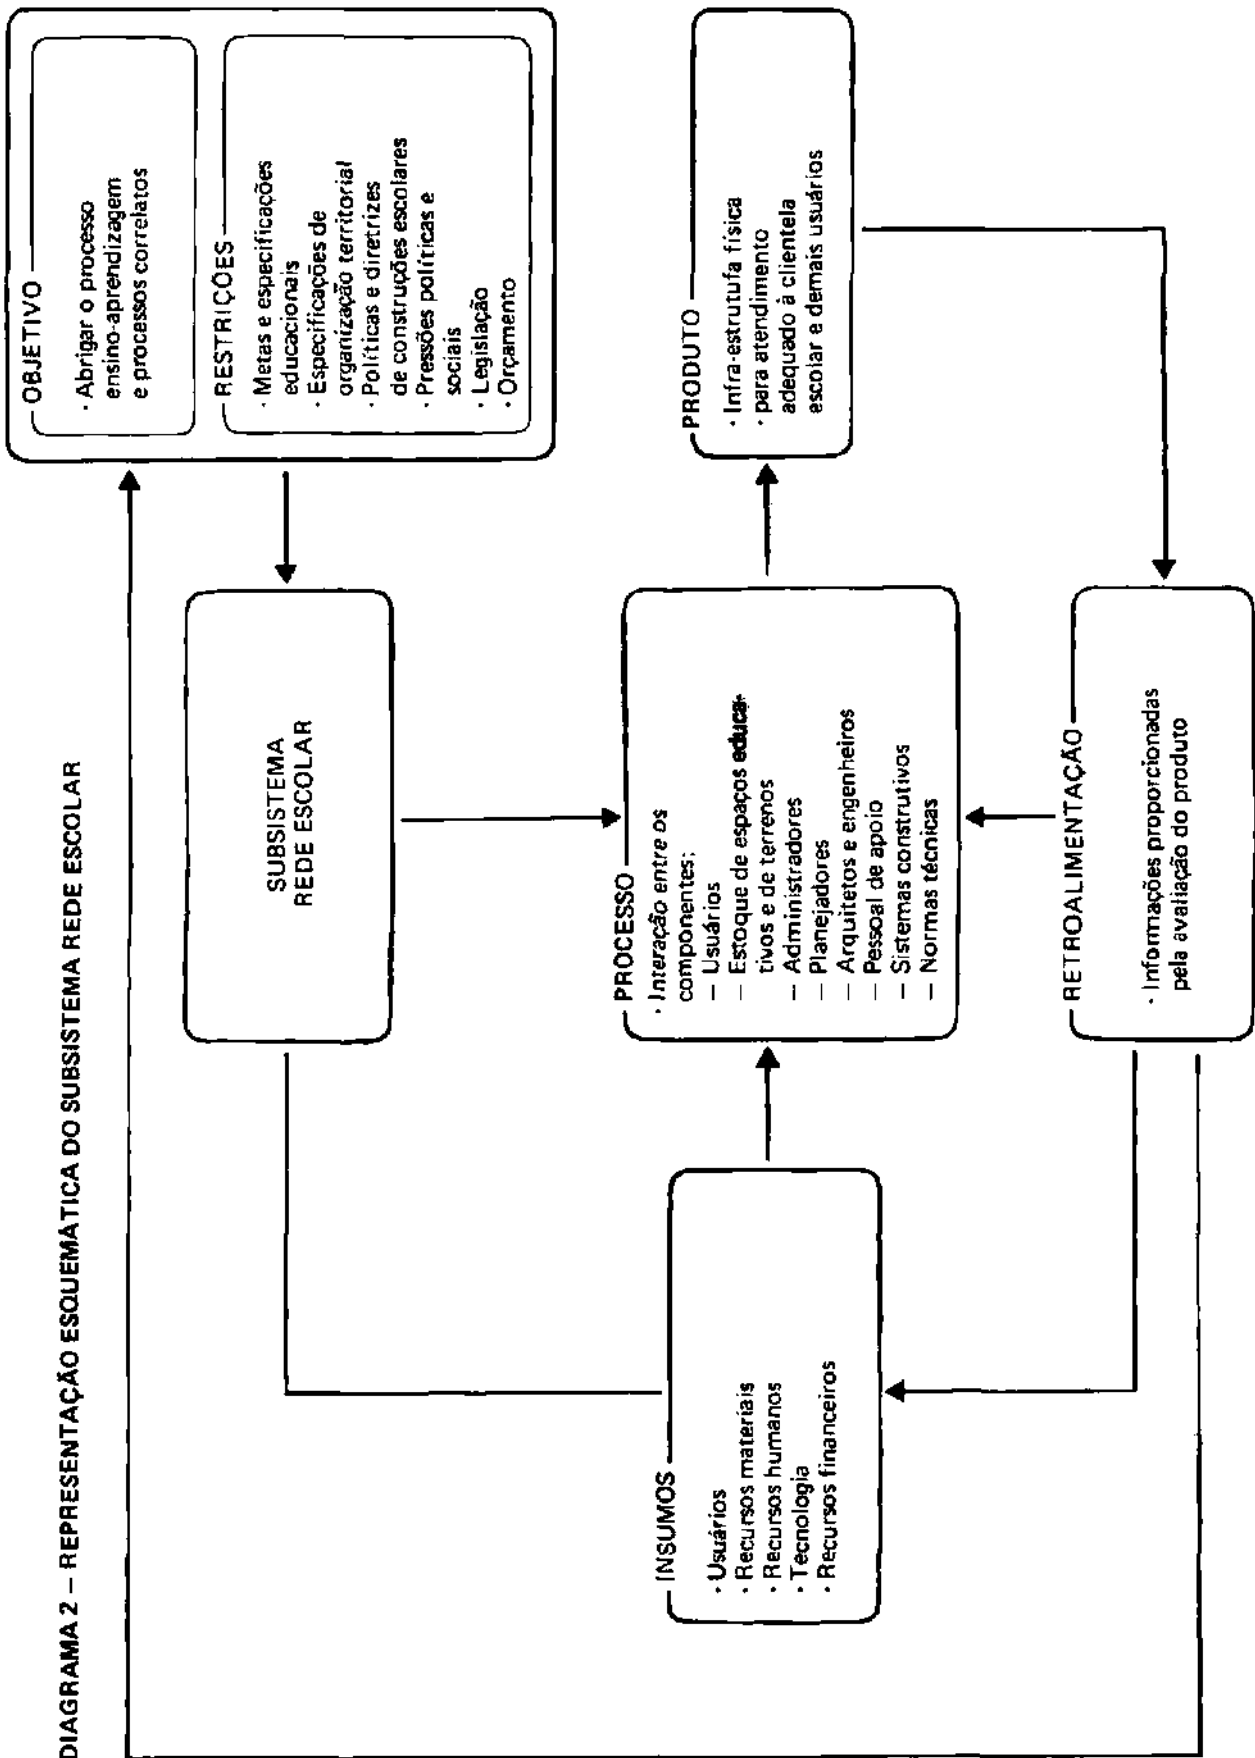 DIAGRAMA 2 – REPRESENTAÇÃO ESQUEMÁTICA DO SUBSISTEMA REDE ESCOLAR
OBJETIVO
· Abrigar o processo
ensino-aprendizagem
e processos correlatos
RESTRIÇÕES
· Metas e especificações
educacionais
· Especificações de
organização territorial
· Políticas e diretrizes
de construções escolares
· Pressões políticas e
sociais
· Legislação
· Orçamento
SUBSISTEMA
REDE ESCOLAR
INSUMOS
· Usuários
· Recursos materiais
· Recursos humanos
· Tecnologia
· Recursos financeiros
PROCESSO
· Interação entre os
componentes:
– Usuários
– Estoque de espaços educa-
tivos e de terrenos
– Administradores
– Planejadores
– Arquitetos e engenheiros
– Pessoal de apoio
– Sistemas construtivos
– Normas técnicas
PRODUTO
· Infra-estrutufa física
· para atendimento
adequado à clientela
escolar e demais usuários
RETROALIMENTAÇÃO
· Informações proporcionadas
pela avaliação do produto